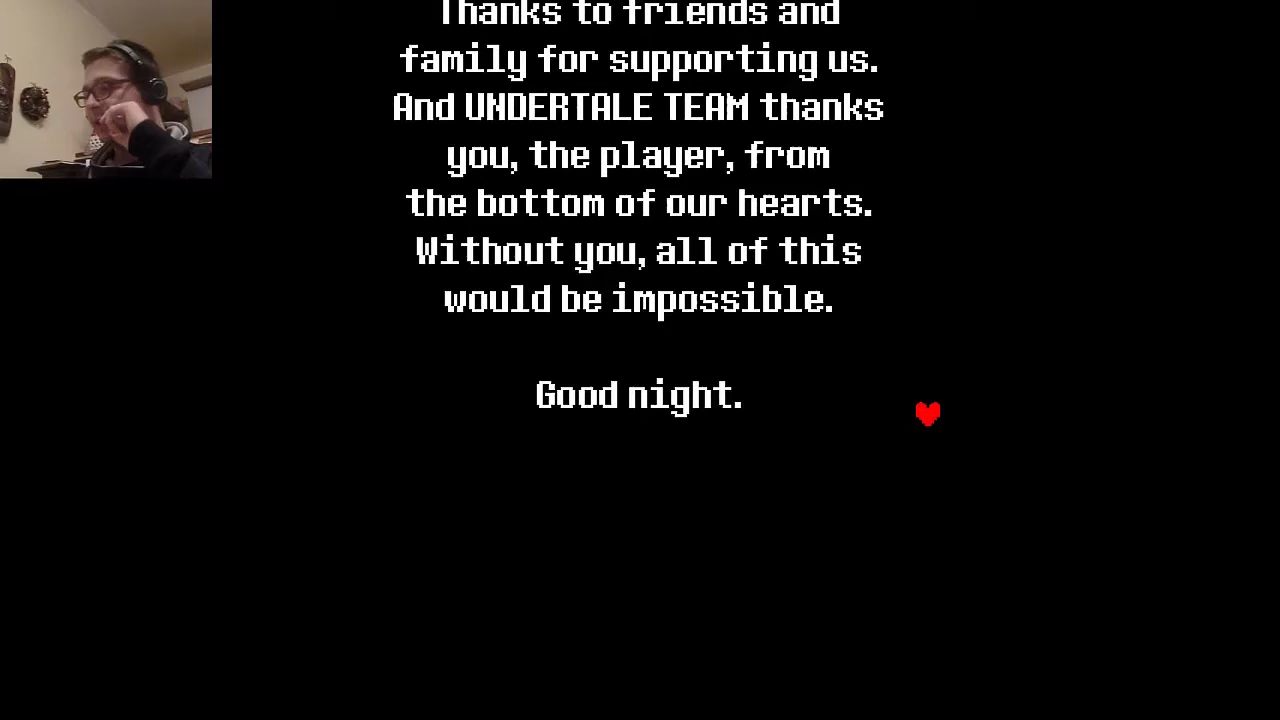 Thanks to friends and
family for supporting us.
And UNDERTALE TEAM thanks
you, the player, from
the bottom of our hearts.
Without you, all of this
would be impossible.
Good night.